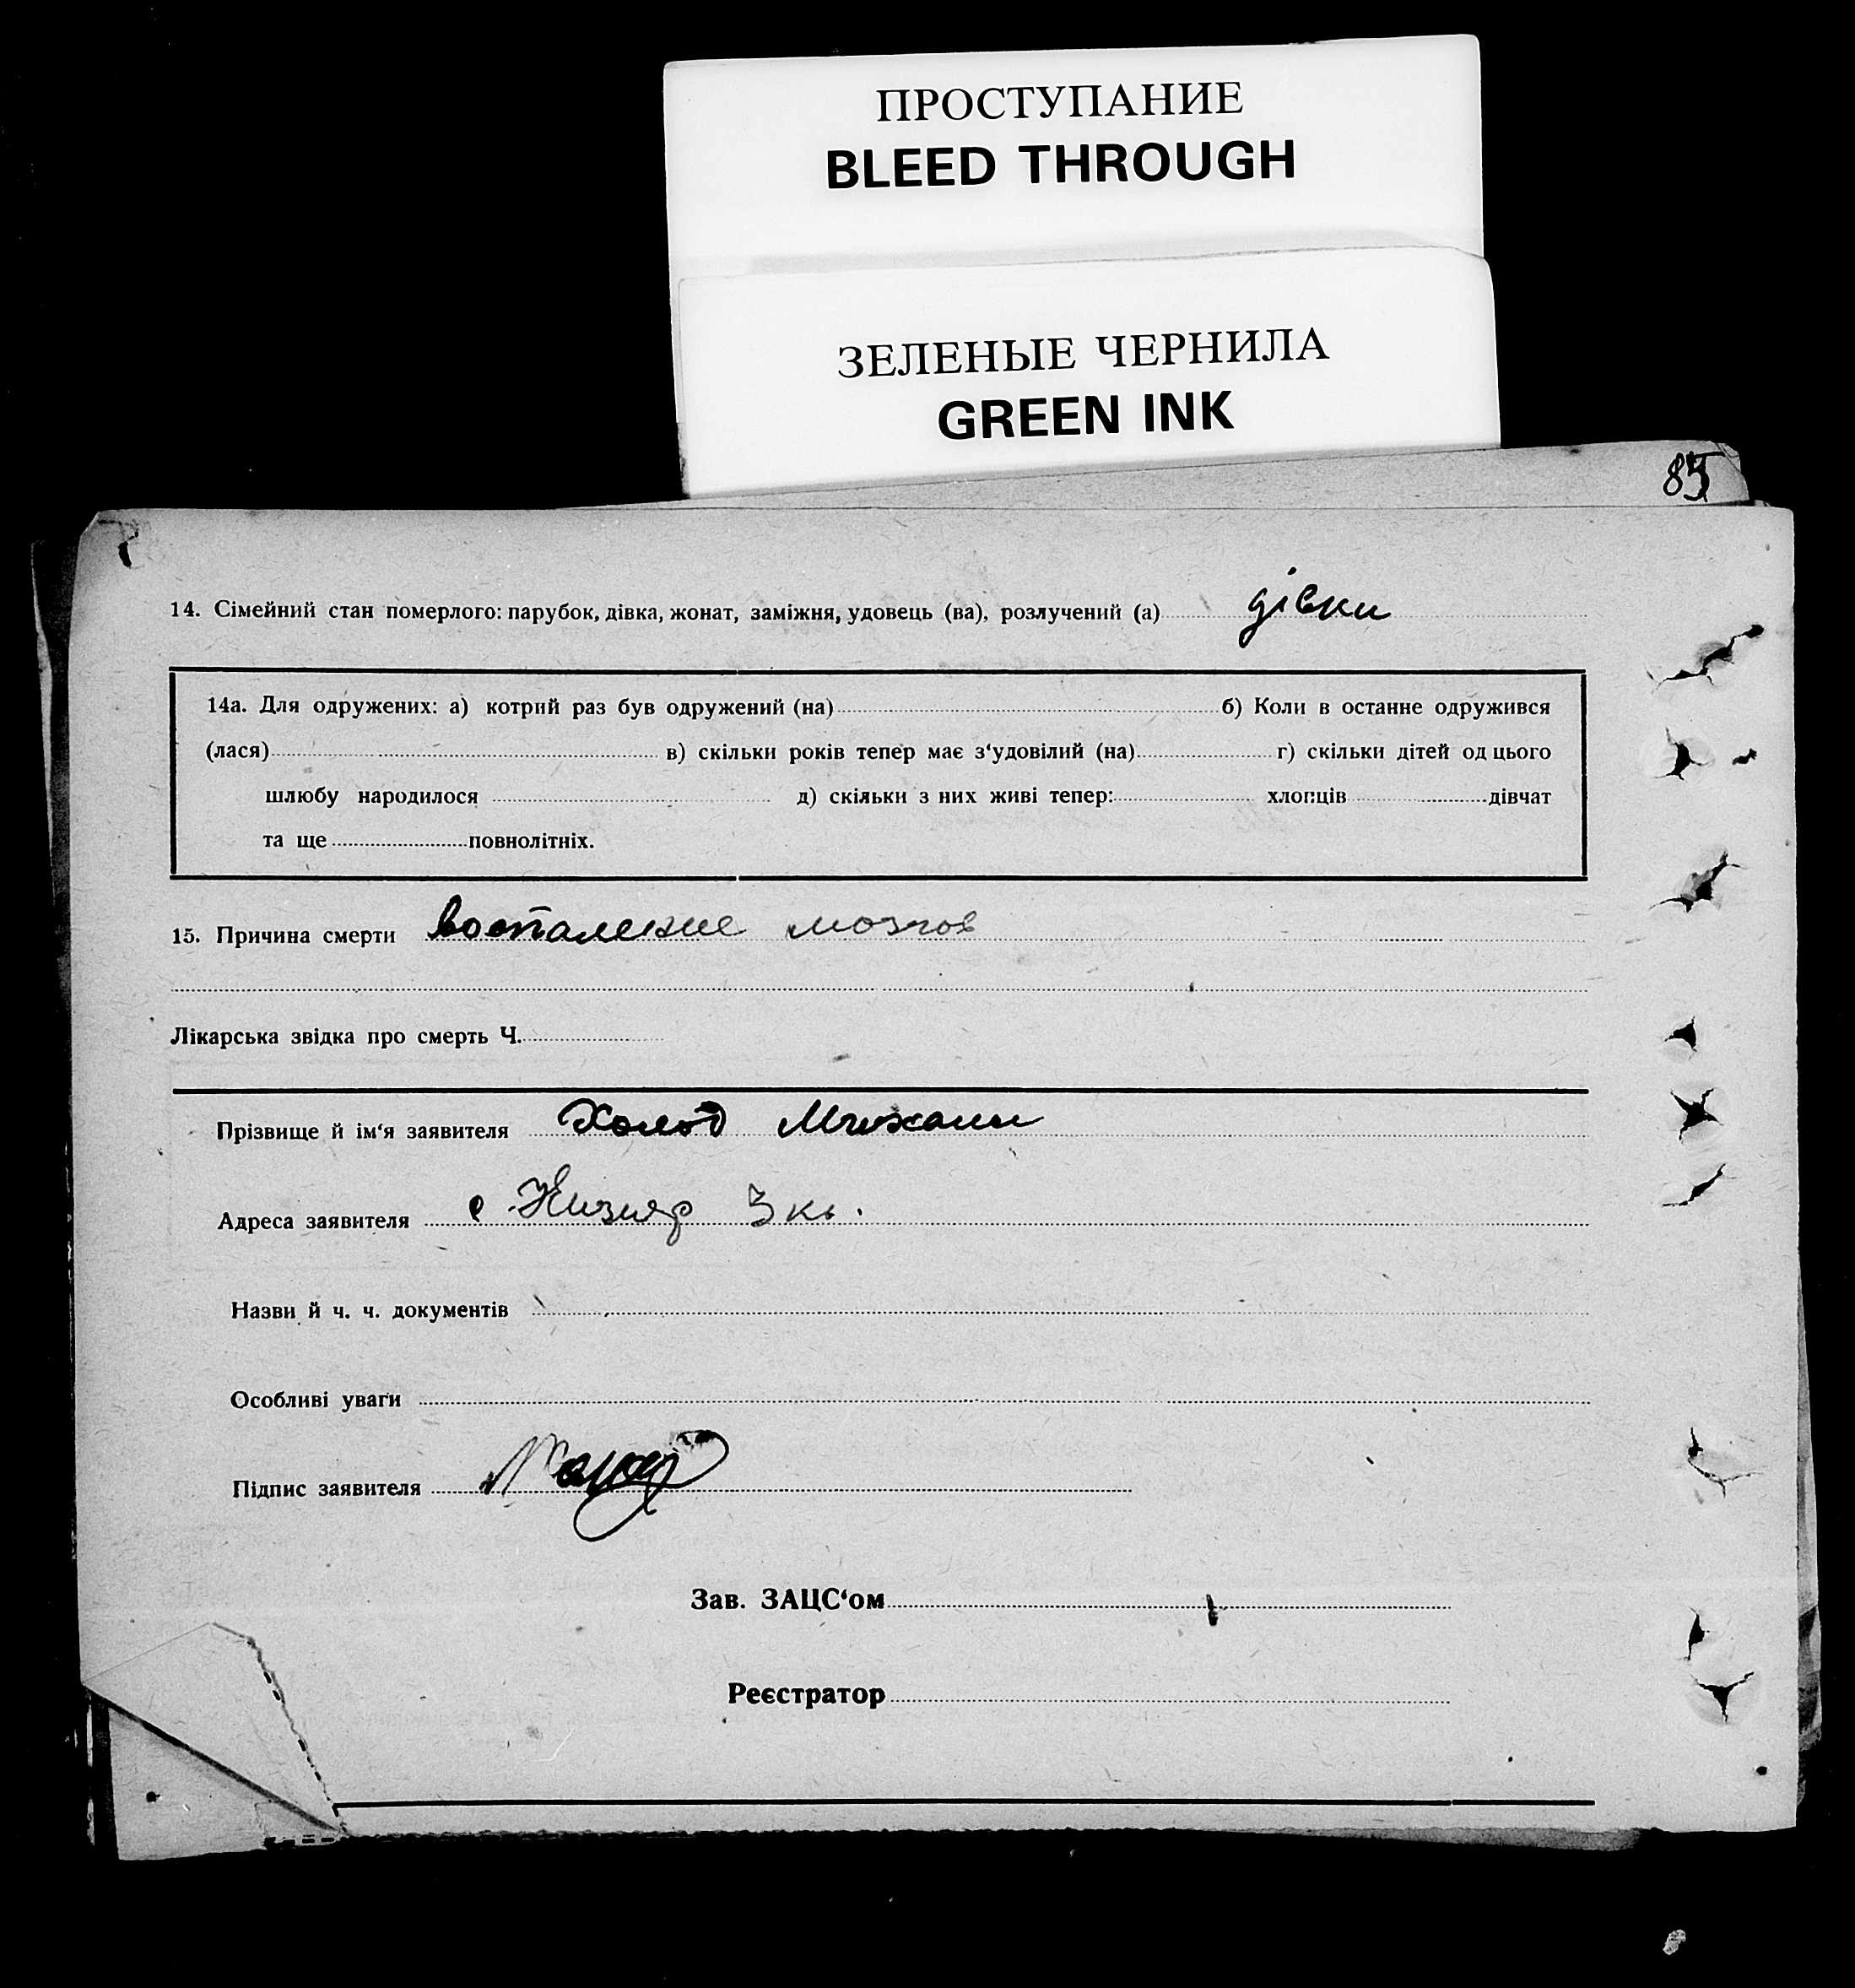 ПРОСТУПАНИЕ
BLEED THROUGH
ЗЕЛЕНЫЕ ЧЕРНИЛА
GREEN INK
85
14. Сімейний стан померлого: парубок, дівка, жонат, заміжня, удовець (ва), розлучений (а) дівки
14а. Для одружених: а) котрий раз був одружений (на) б) Коли в останне одружився
(лася) в) скільки років тепер має з'удовілий (на) г) скільки дітей од цього
шлюбу народилося д) скільки з них живі тепер: хлопців дівчат
та ще повнолітніх.
15. Причина смерти воспаление мозгов
Лікарська звідка про смерть Ч.
Прізвище й ім'я заявителя Холод
Адреса заявителя с
Назви й ч. ч. документів
Особливі уваги
Підпис заявителя
Зав. ЗАЦС'ом
Реєстратор